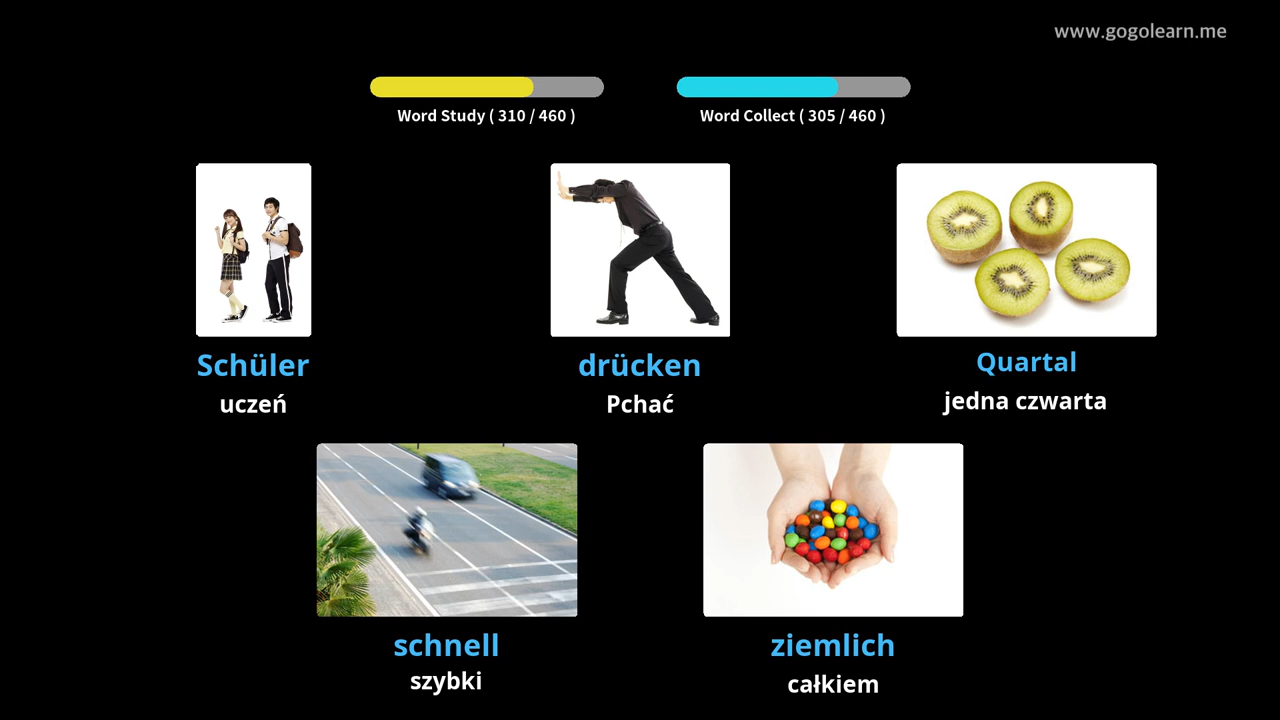 www.gogolearn.me
Word Study ( 310 / 460 )
Word Collect ( 305 / 460 )
Schüler
uczeń
drücken
Pchać
Quartal
jedna czwarta
schnell
szybki
ziemlich
całkiem